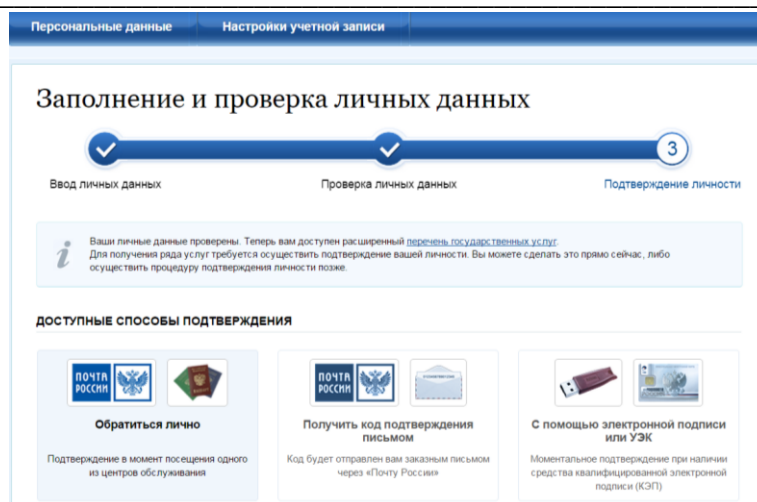 Персональные данные Настройки учетной записи
Заполнение и проверка личных данных
3
Ввод личных данных Проверка личных данных Подтверждение личности
i Ваши личные данные проверены. Теперь вам доступен расширенный перечень государственных услуг.
Для получения ряда услуг требуется осуществить подтверждение вашей личности. Вы можете сделать это прямо сейчас, либо
осуществить процедуру подтверждения личности позже.
ДОСТУПНЫЕ СПОСОБЫ ПОДТВЕРЖДЕНИЯ
ПОЧТА
РОССИИ
Обратиться лично
Подтверждение в момент посещения одного
из центров обслуживания
ПОЧТА
РОССИИ
Получить код подтверждения
письмом
Код будет отправлен вам заказным письмом
через «Почту России»
С помощью электронной подписи
или УЭК
Моментальное подтверждение при наличии
средства квалифицированной электронной
подписи (КЭП)